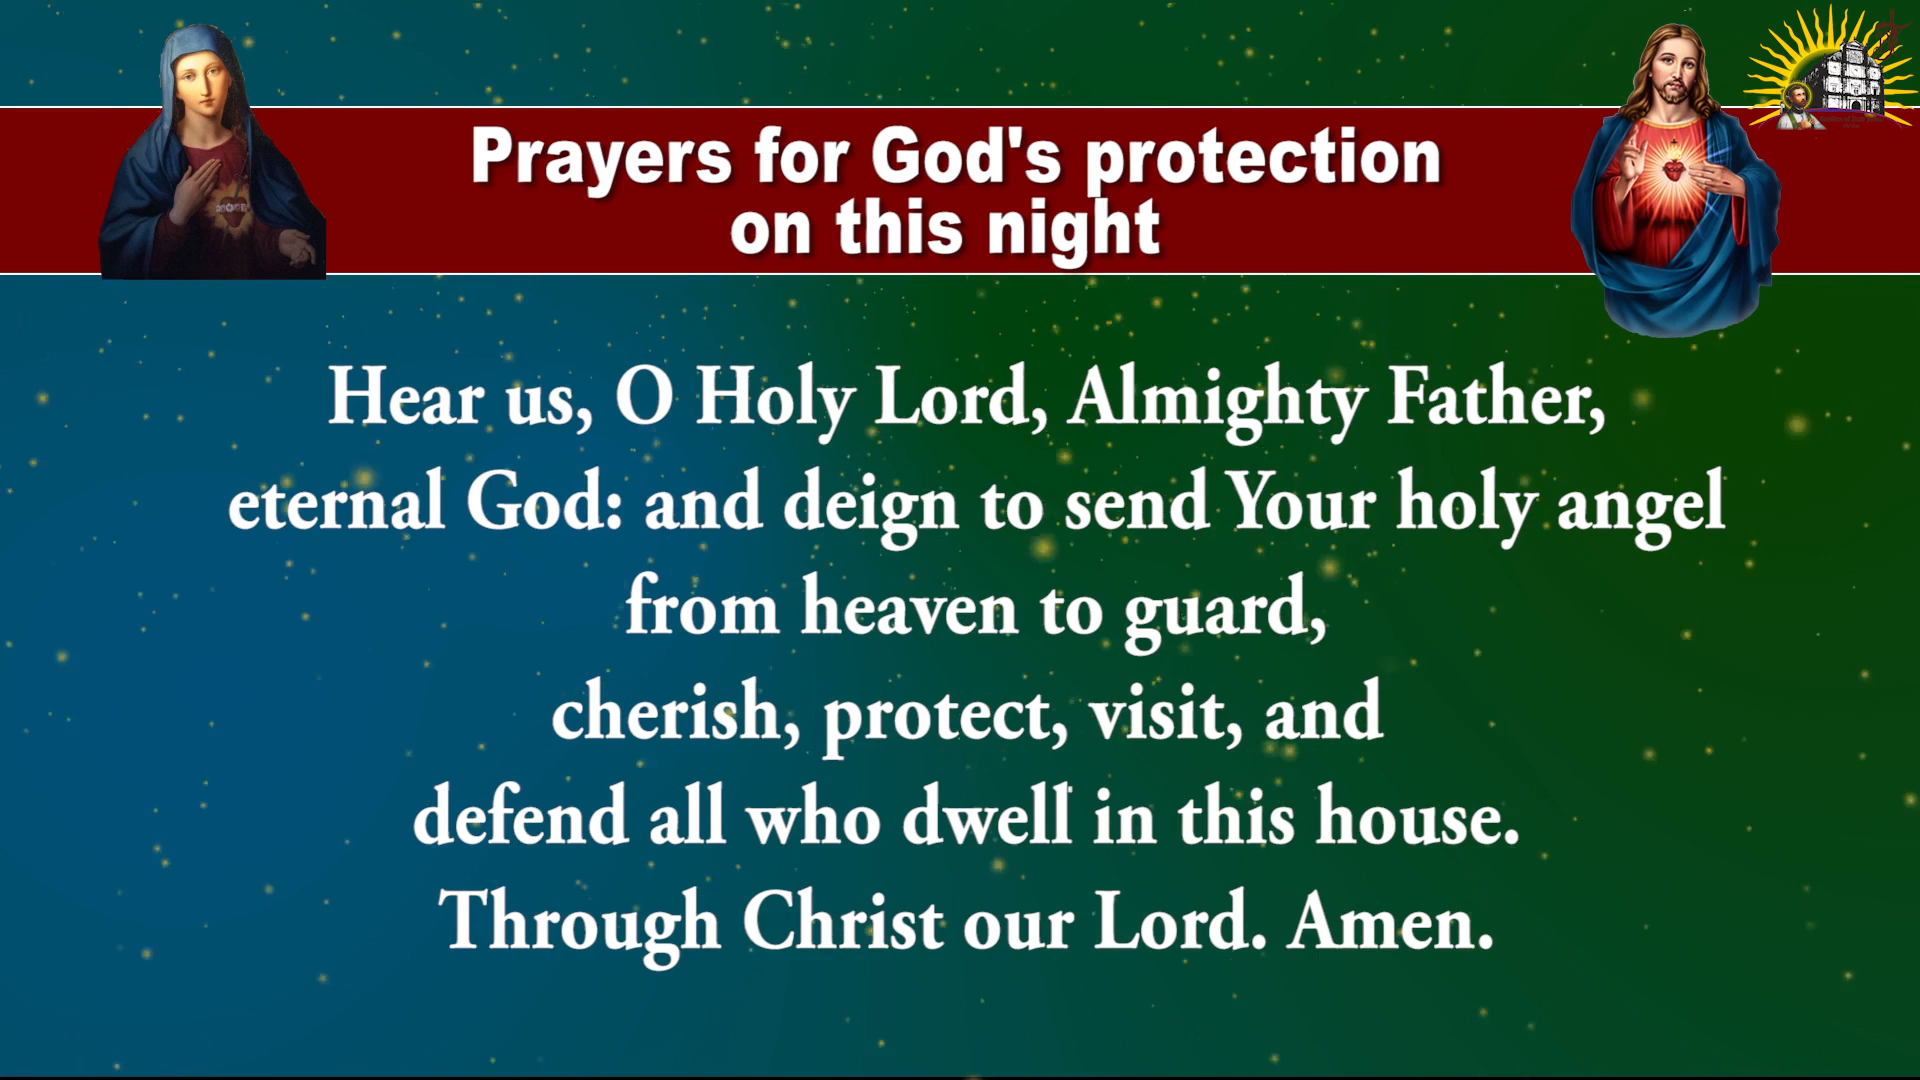 Prayers for God's protection
on this night
Hear us, O Holy Lord, Almighty Father,
eternal God: and deign to send Your holy angel
from heaven to guard,
cherish, protect, visit, and
defend all who dwell in this house.
Through Christ our Lord. Amen.